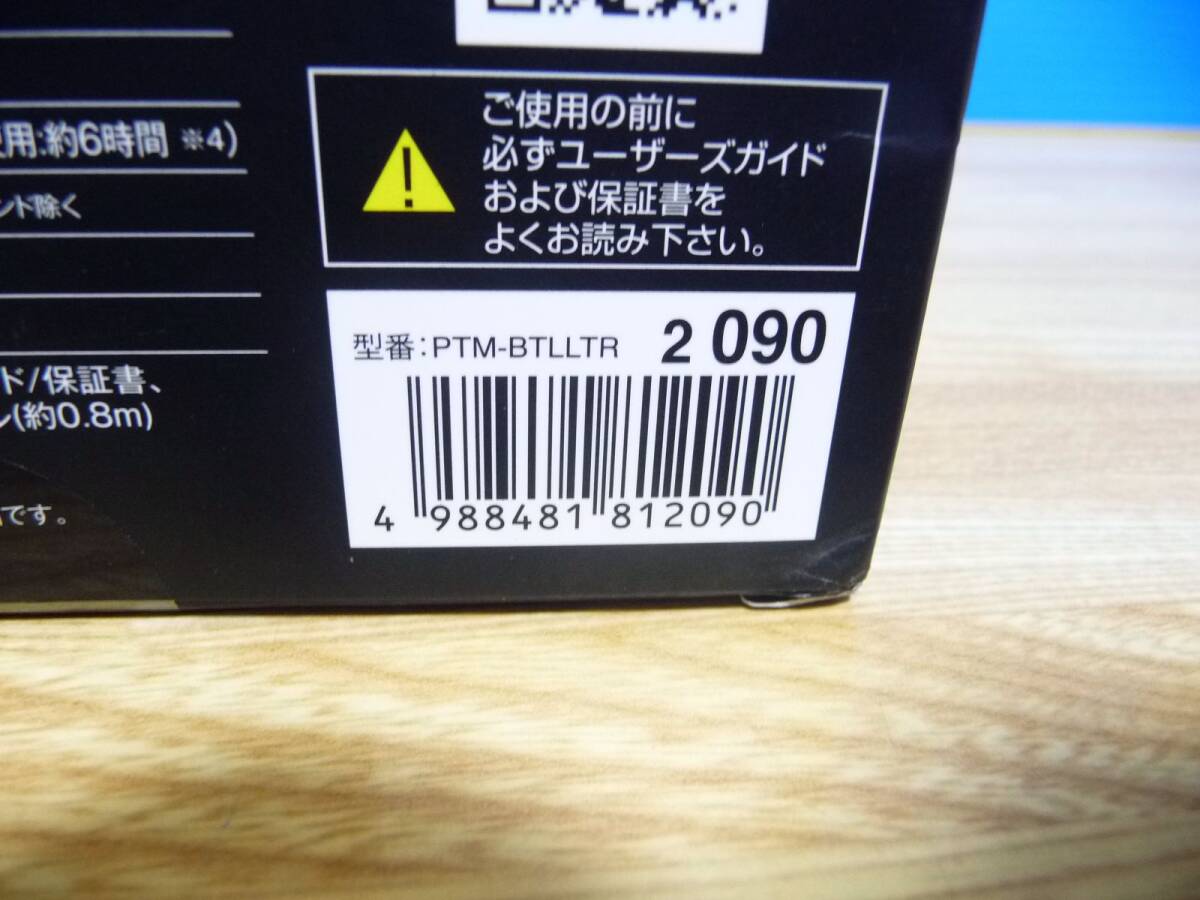 使用:約6時間 ※4)
ンド除く
ド/保証書、
ル(約0.8m)
です。
ご使用の前に
必ずユーザーズガイド
および保証書を
よくお読み下さい。
型番:PTM-BTLLTR 2 090
4 988481 812090